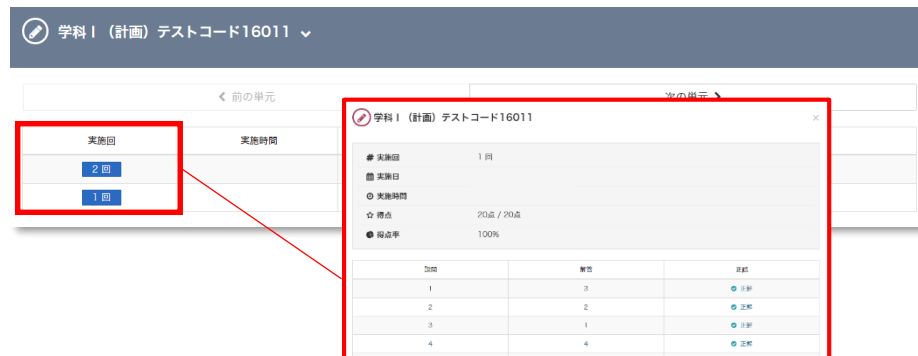 学科Ⅰ（計画）テストコード16011
前の単元
次の単元
実施回 実施時間
2 回
1 回
学科Ⅰ（計画）テストコード16011 ×
# 実施回 1 回
実施日
実施時間
得点 20点 / 20点
得点率 100%
設問 解答 正誤
1 3 正解
2 2 正解
3 1 正解
4 4 正解